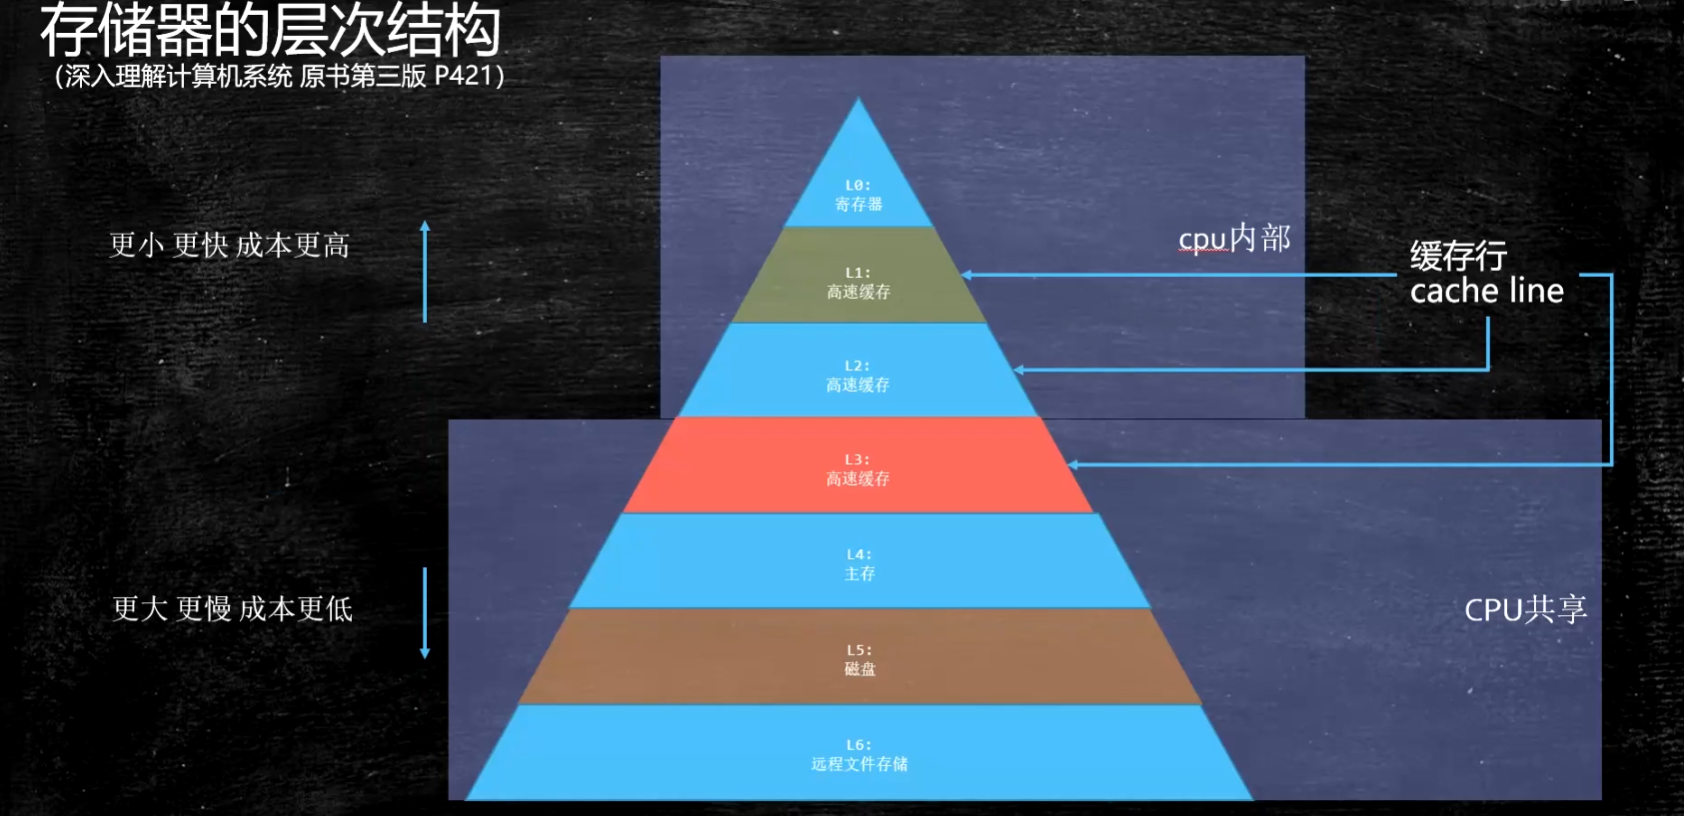 存储器的层次结构
（深入理解计算机系统 原书第三版 P421）
L0:
寄存器
更小 更快 成本更高
cpu内部
缓存行
cache line
L1:
高速缓存
L2:
高速缓存
L3:
高速缓存
L4:
主存
更大 更慢 成本更低
CPU共享
L5:
磁盘
L6:
远程文件存储